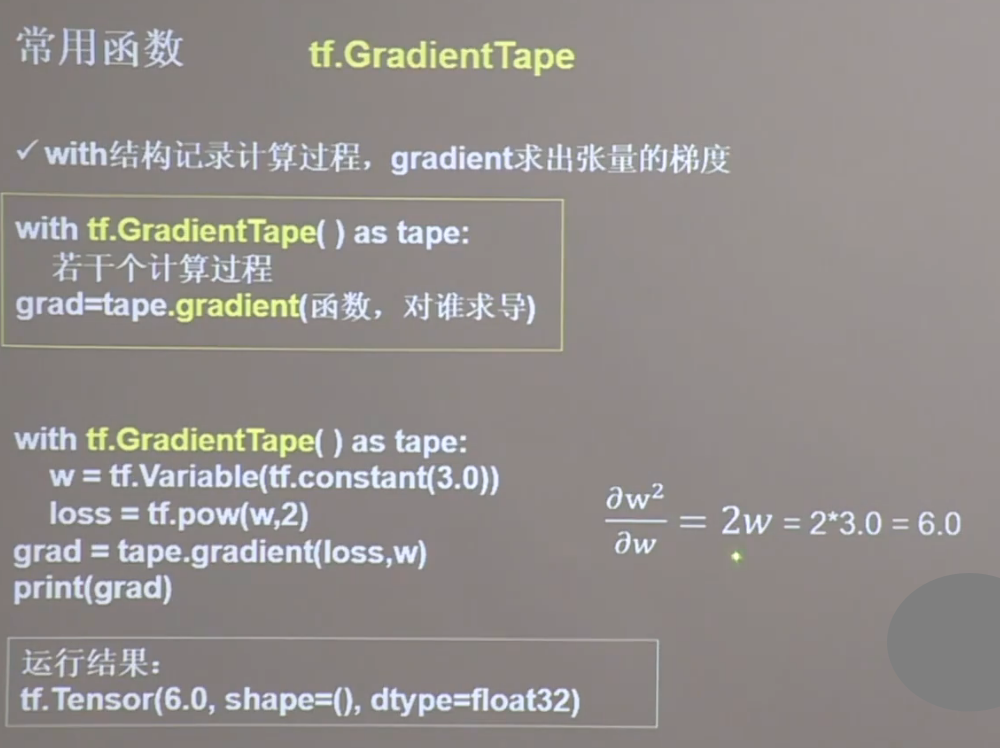 常用函数 tf.GradientTape
✓with结构记录计算过程，gradient求出张量的梯度
with tf.GradientTape( ) as tape:
若干个计算过程
grad=tape.gradient(函数，对谁求导)
with tf.GradientTape( ) as tape:
w = tf.Variable(tf.constant(3.0))
loss = tf.pow(w,2)
grad = tape.gradient(loss,w)
print(grad)
∂w²/∂w = 2w = 2*3.0 = 6.0
运行结果：
tf.Tensor(6.0, shape=(), dtype=float32)